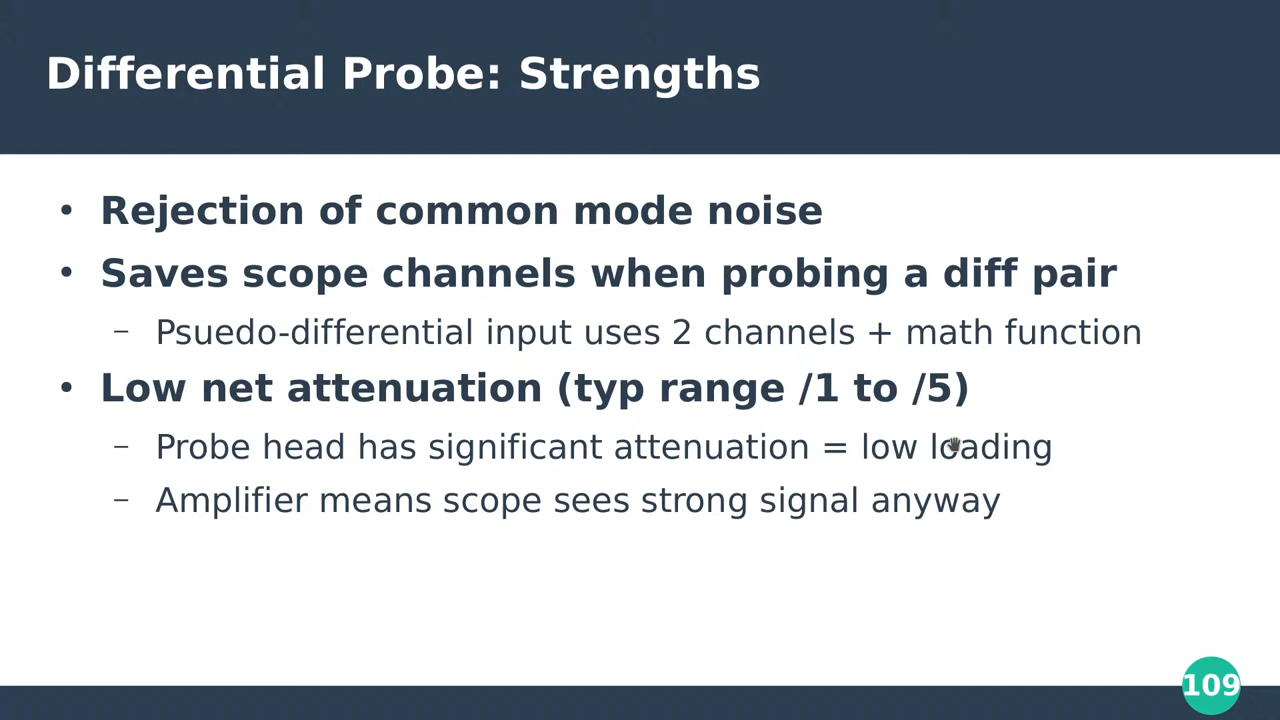 Differential Probe: Strengths
• Rejection of common mode noise
• Saves scope channels when probing a diff pair
– Psuedo-differential input uses 2 channels + math function
• Low net attenuation (typ range /1 to /5)
– Probe head has significant attenuation = low loading
– Amplifier means scope sees strong signal anyway
109